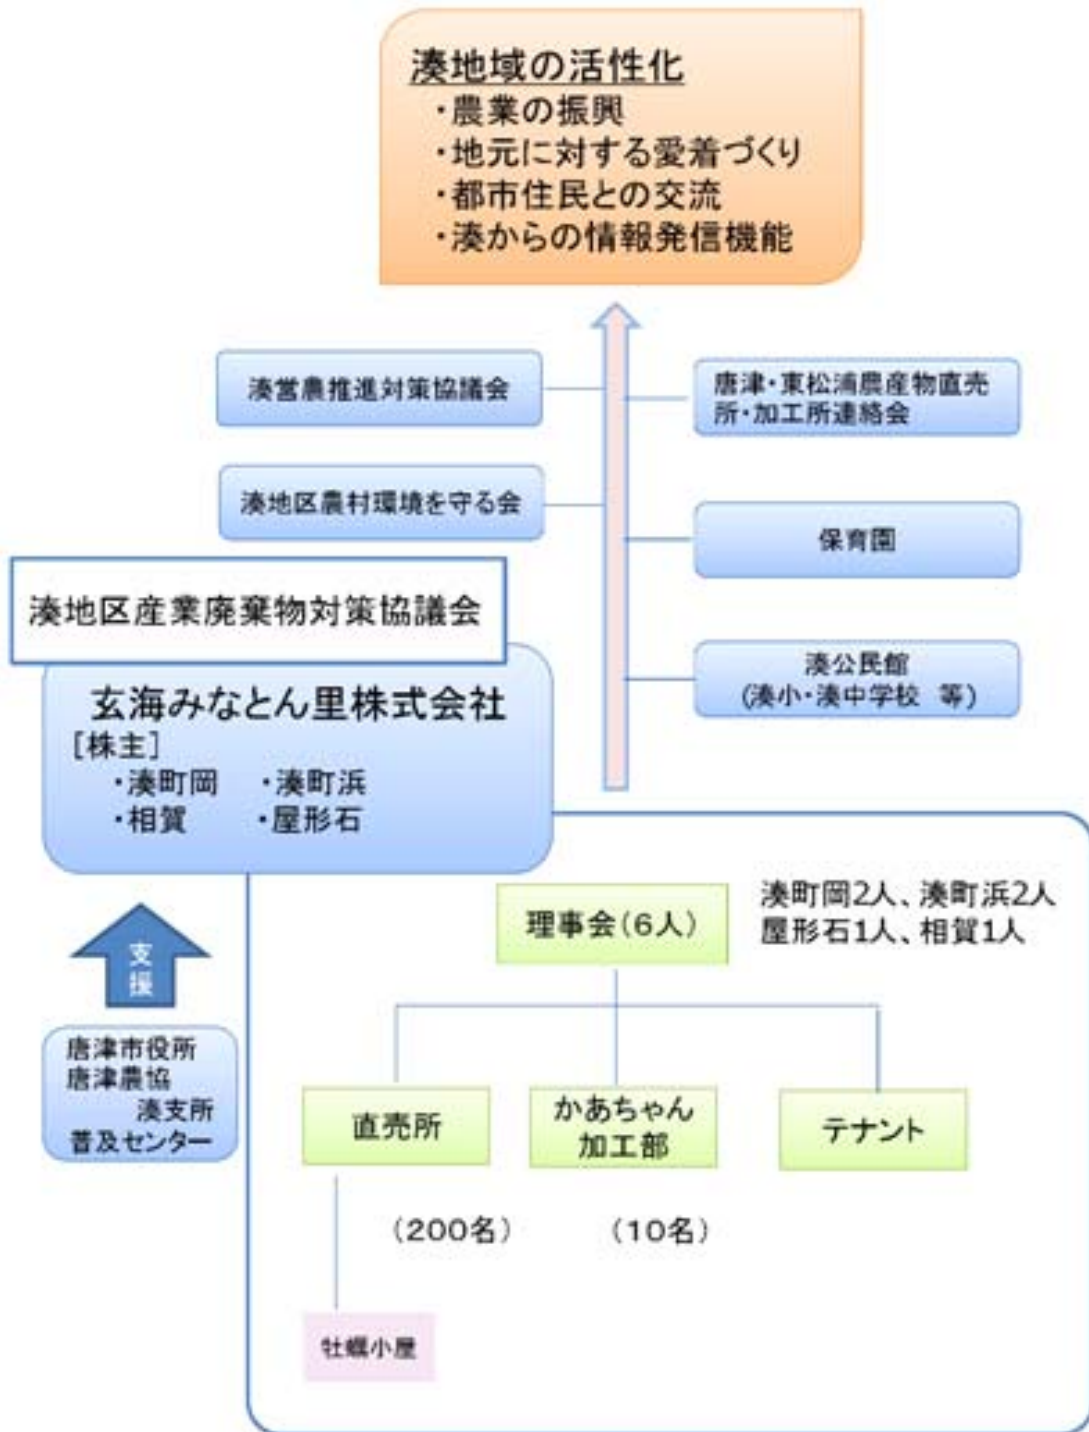 湊地域の活性化
・農業の振興
・地元に対する愛着づくり
・都市住民との交流
・湊からの情報発信機能
湊営農推進対策協議会
唐津・東松浦農産物直売
所・加工所連絡会
湊地区農村環境を守る会
保育園
湊地区産業廃棄物対策協議会
湊公民館
(湊小・湊中学校 等)
玄海みなとん里株式会社
[株主]
・湊町岡 ・湊町浜
・相賀 ・屋形石
理事会(6人)
湊町岡2人、湊町浜2人
屋形石1人、相賀1人
支援
唐津市役所
唐津農協
湊支所
普及センター
直売所
かあちゃん
加工部
テナント
(200名)
(10名)
牡蠣小屋